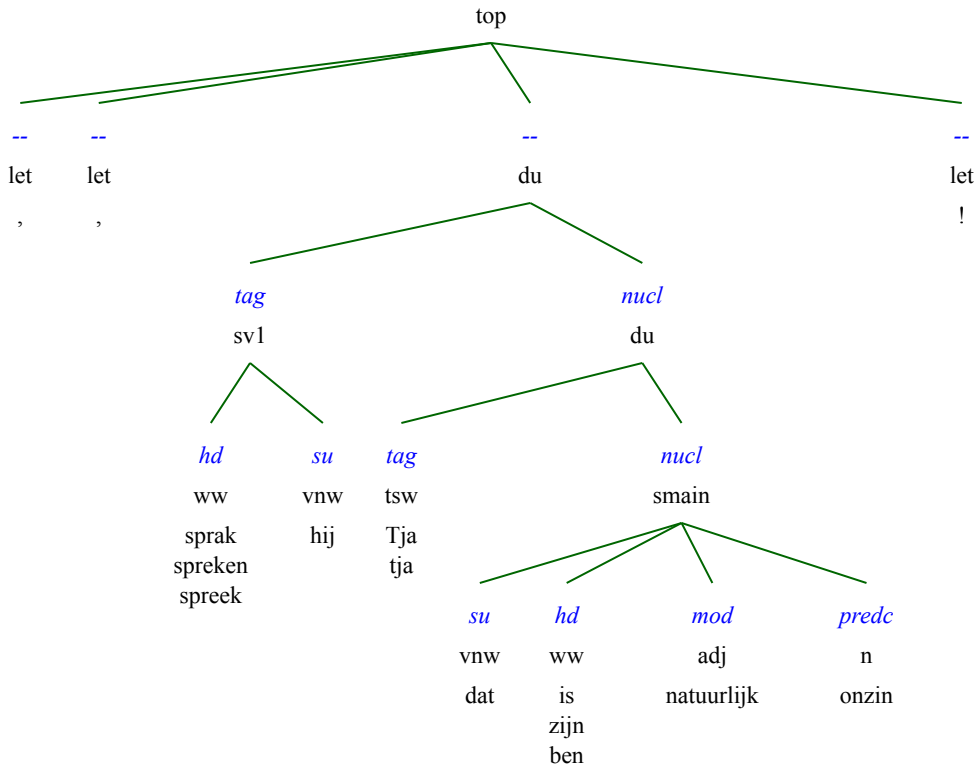 top
-- -- -- --
let let du let
, , !
tag nucl
sv1 du
hd su tag nucl
ww vnw tsw smain
sprak hij Tja
spreken tja
spreek
su hd mod predc
vnw ww adj n
dat is natuurlijk onzin
zijn
ben